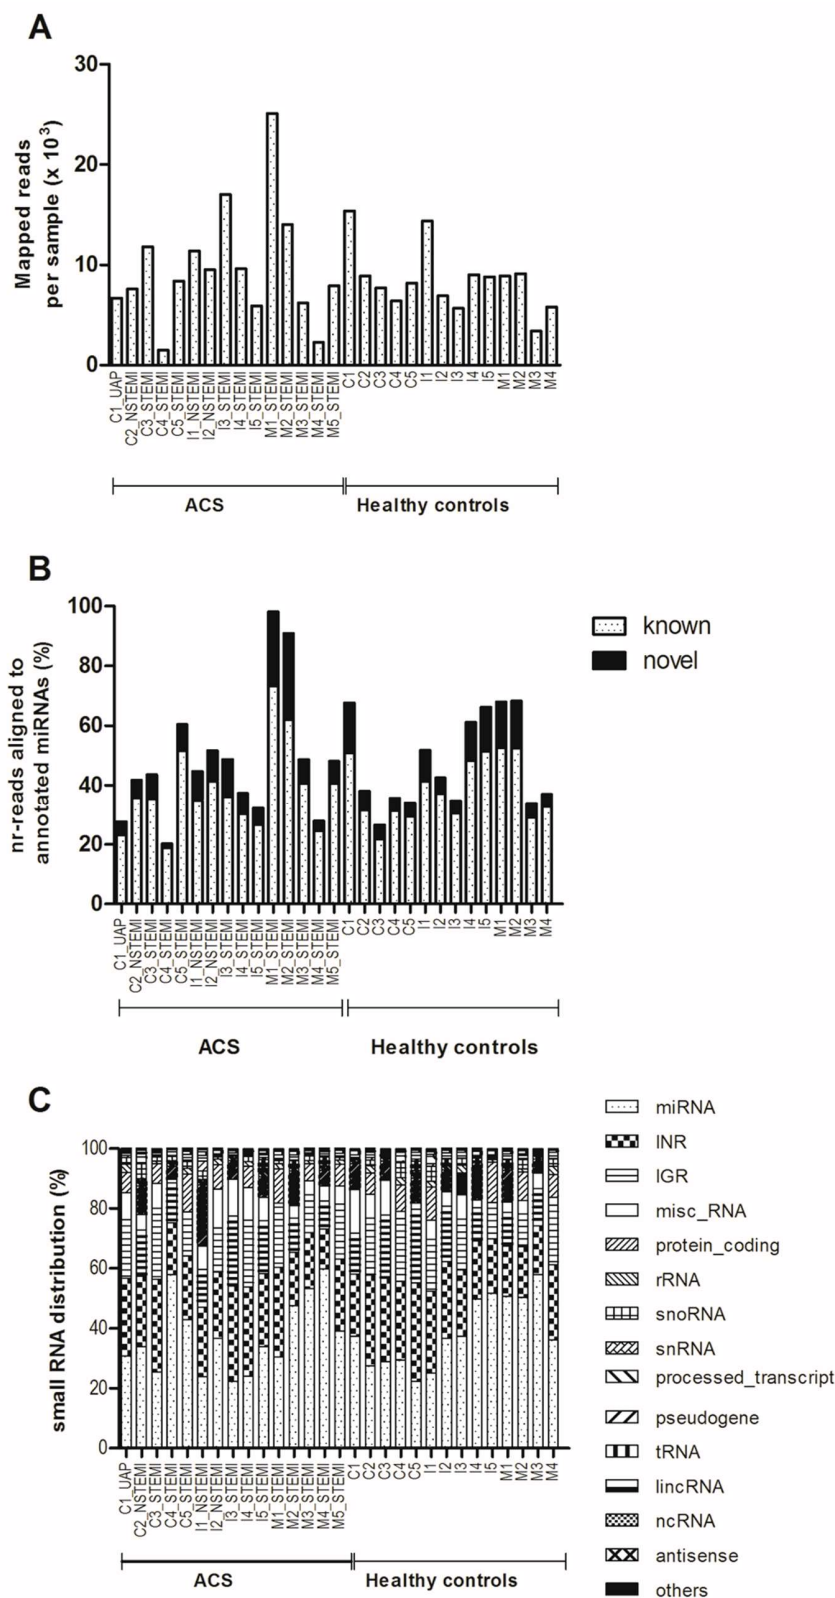 A
Mapped reads
per sample (x 10³)
30
20
10
0
C1_UAP
C2_NSTEMI
C3_STEMI
C4_STEMI
C5_STEMI
I1_NSTEMI
I2_NSTEMI
I3_STEMI
I4_STEMI
I5_STEMI
M1_STEMI
M2_STEMI
M3_STEMI
M4_STEMI
M5_STEMI
C1
C2
C3
C4
C5
I1
I2
I3
I4
I5
M1
M2
M3
M4
ACS
Healthy controls
B
nr-reads aligned to
annotated miRNAs (%)
100
80
60
40
20
0
known
novel
C1_UAP
C2_NSTEMI
C3_STEMI
C4_STEMI
C5_STEMI
I1_NSTEMI
I2_NSTEMI
I3_STEMI
I4_STEMI
I5_STEMI
M1_STEMI
M2_STEMI
M3_STEMI
M4_STEMI
M5_STEMI
C1
C2
C3
C4
C5
I1
I2
I3
I4
I5
M1
M2
M3
M4
ACS
Healthy controls
C
small RNA distribution (%)
100
80
60
40
20
0
C1_UAP
C2_NSTEMI
C3_STEMI
C4_STEMI
C5_STEMI
I1_NSTEMI
I2_NSTEMI
I3_STEMI
I4_STEMI
I5_STEMI
M1_STEMI
M2_STEMI
M3_STEMI
M4_STEMI
M5_STEMI
C1
C2
C3
C4
C5
I1
I2
I3
I4
I5
M1
M2
M3
M4
ACS
Healthy controls
miRNA
INR
IGR
misc_RNA
protein_coding
rRNA
snoRNA
snRNA
processed_transcript
pseudogene
tRNA
lincRNA
ncRNA
antisense
others